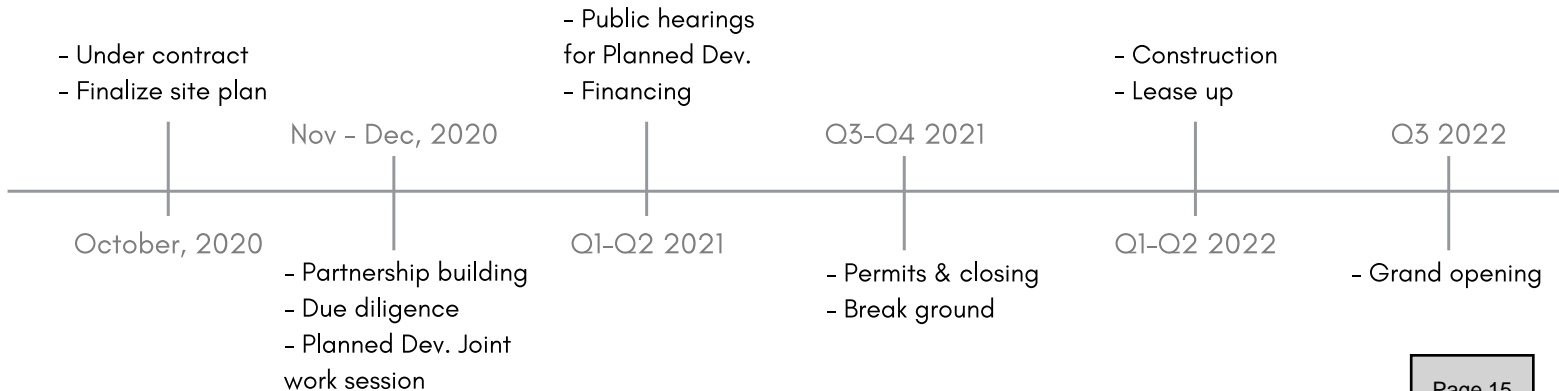 - Under contract
- Finalize site plan
October, 2020
Nov - Dec, 2020
- Partnership building
- Due diligence
- Planned Dev. Joint
work session
- Public hearings
for Planned Dev.
- Financing
Q1-Q2 2021
Q3-Q4 2021
- Permits & closing
- Break ground
- Construction
- Lease up
Q1-Q2 2022
Q3 2022
- Grand opening
Page 15